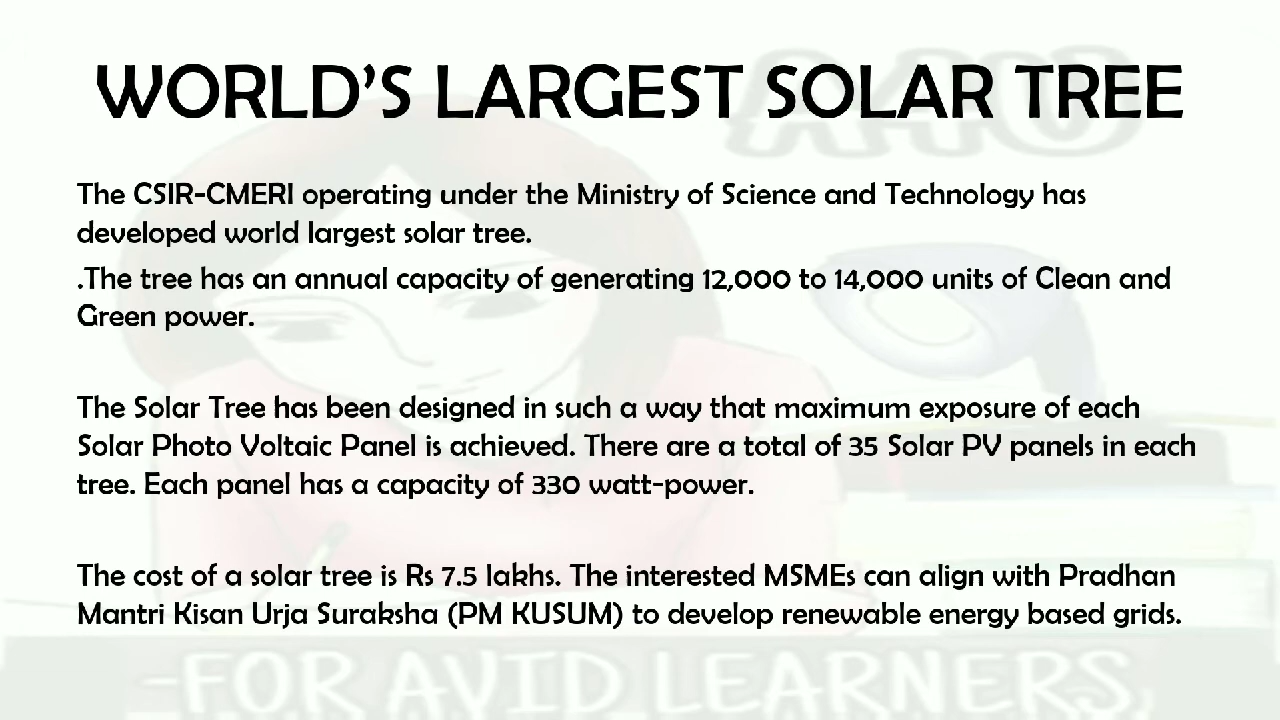 WORLD'S LARGEST SOLAR TREE
The CSIR-CMERI operating under the Ministry of Science and Technology has
developed world largest solar tree.
.The tree has an annual capacity of generating 12,000 to 14,000 units of Clean and
Green power.
The Solar Tree has been designed in such a way that maximum exposure of each
Solar Photo Voltaic Panel is achieved. There are a total of 35 Solar PV panels in each
tree. Each panel has a capacity of 330 watt-power.
The cost of a solar tree is Rs 7.5 lakhs. The interested MSMEs can align with Pradhan
Mantri Kisan Urja Suraksha (PM KUSUM) to develop renewable energy based grids.
-FOR AVID LEARNERS